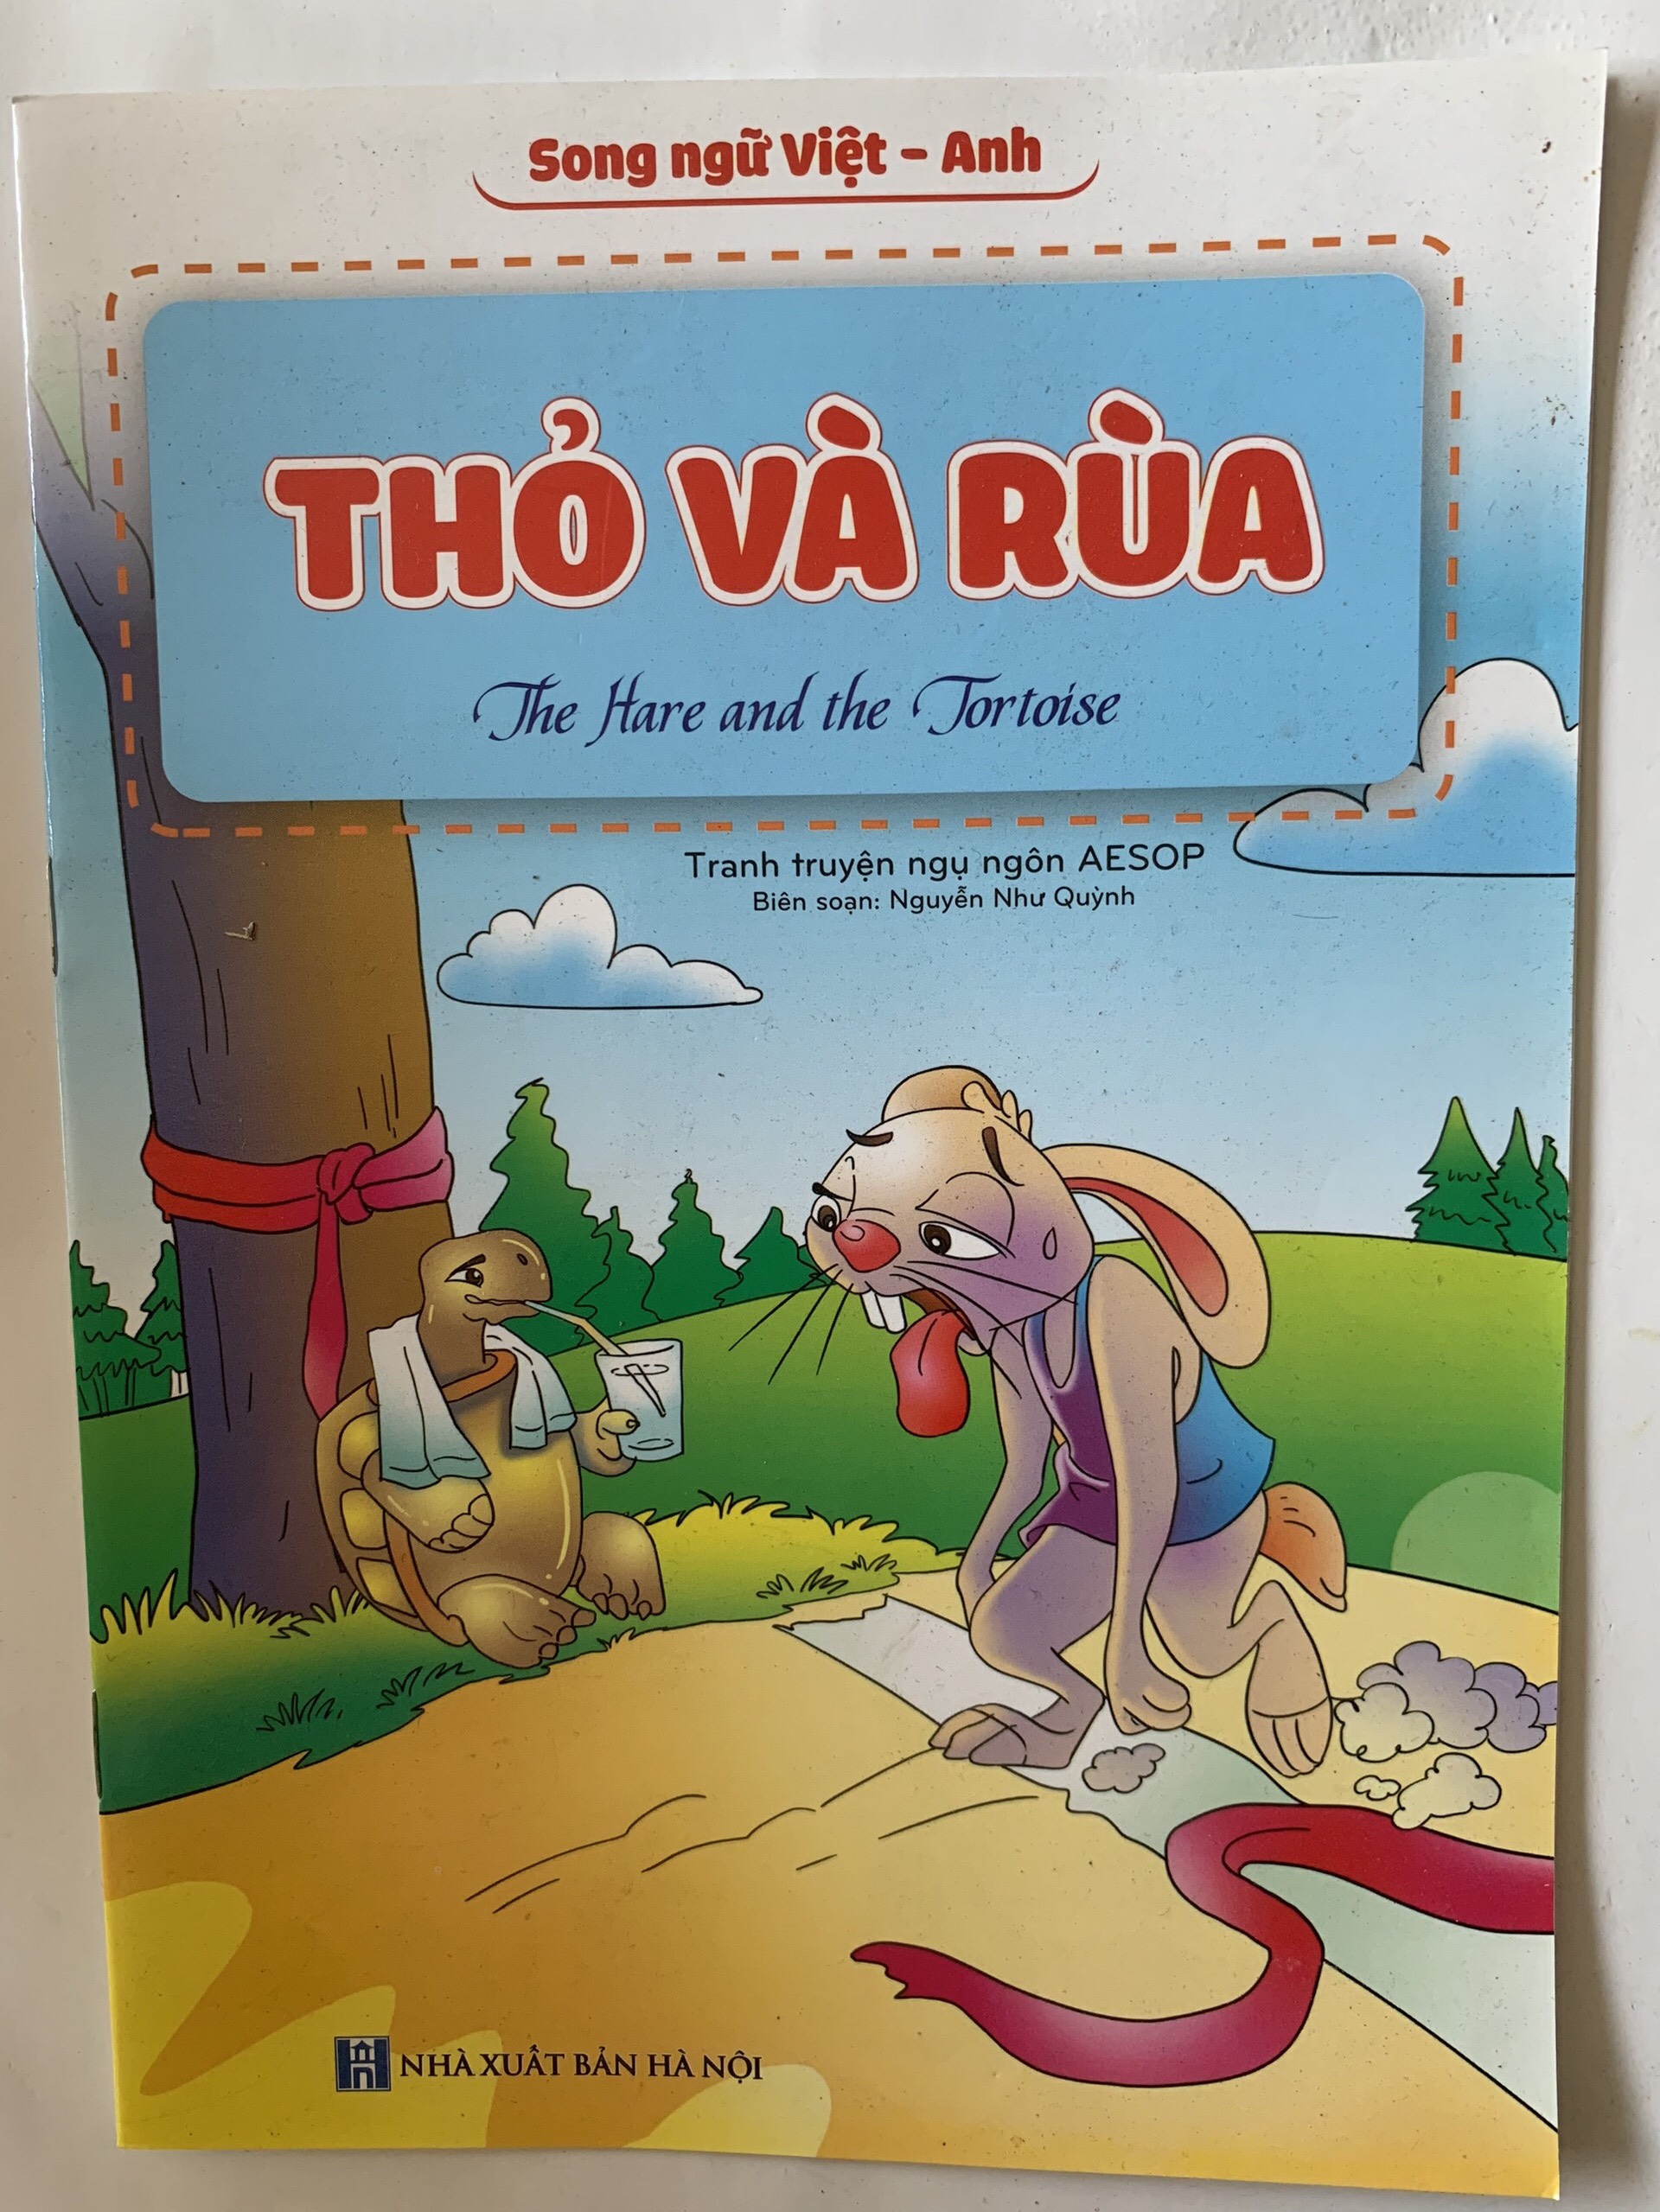 Song ngữ Việt – Anh
THỎ VÀ RÙA
The Hare and the Tortoise
Tranh truyện ngụ ngôn AESOP
Biên soạn: Nguyễn Như Quỳnh
NHÀ XUẤT BẢN HÀ NỘI